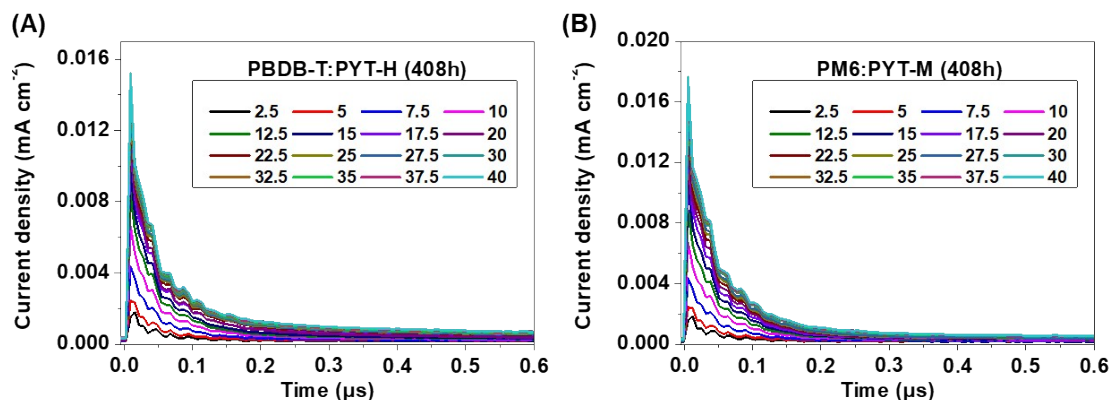 (A)
PBDB-T:PYT-H (408h)
2.5 5 7.5 10
12.5 15 17.5 20
22.5 25 27.5 30
32.5 35 37.5 40
Current density (mA cm⁻²)
0.016
0.012
0.008
0.004
0.000
0.0 0.1 0.2 0.3 0.4 0.5 0.6
Time (µs)
(B)
PM6:PYT-M (408h)
2.5 5 7.5 10
12.5 15 17.5 20
22.5 25 27.5 30
32.5 35 37.5 40
Current density (mA cm⁻²)
0.020
0.016
0.012
0.008
0.004
0.000
0.0 0.1 0.2 0.3 0.4 0.5 0.6
Time (µs)